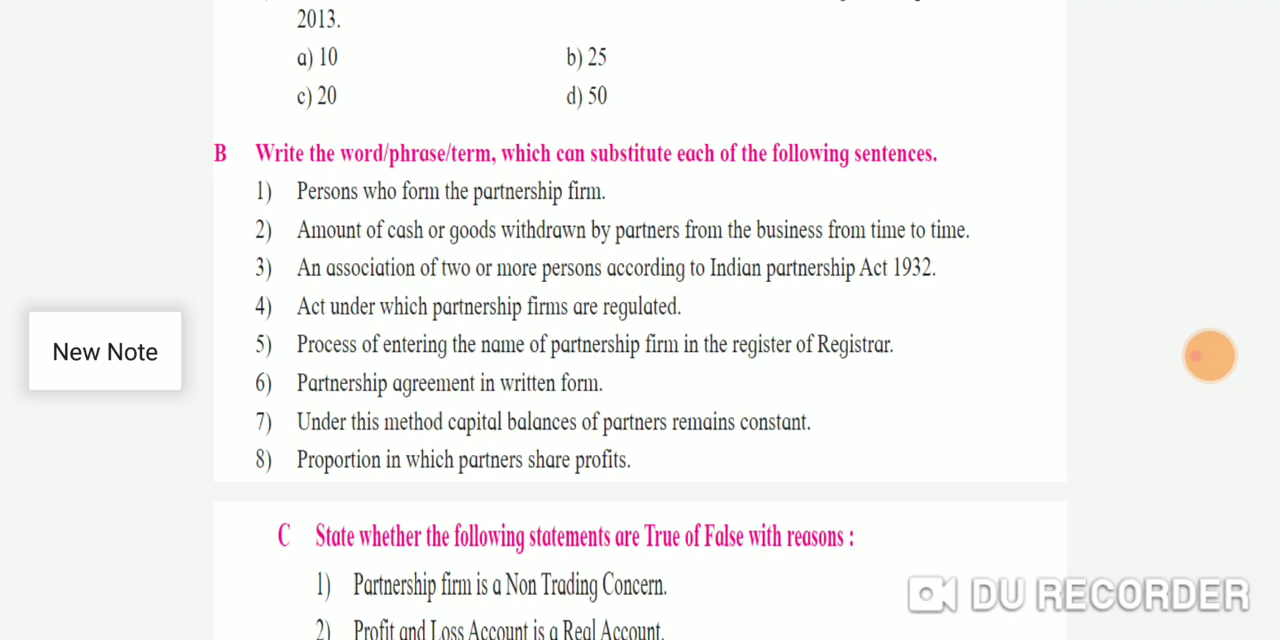 2013.
a) 10 b) 25
c) 20 d) 50
B Write the word/phrase/term, which can substitute each of the following sentences.
1) Persons who form the partnership firm.
2) Amount of cash or goods withdrawn by partners from the business from time to time.
3) An association of two or more persons according to Indian partnership Act 1932.
4) Act under which partnership firms are regulated.
New Note
5) Process of entering the name of partnership firm in the register of Registrar.
6) Partnership agreement in written form.
7) Under this method capital balances of partners remains constant.
8) Proportion in which partners share profits.
C State whether the following statements are True of False with reasons :
1) Partnership firm is a Non Trading Concern.
DU RECORDER
2) Profit and Loss Account is a Real Account.